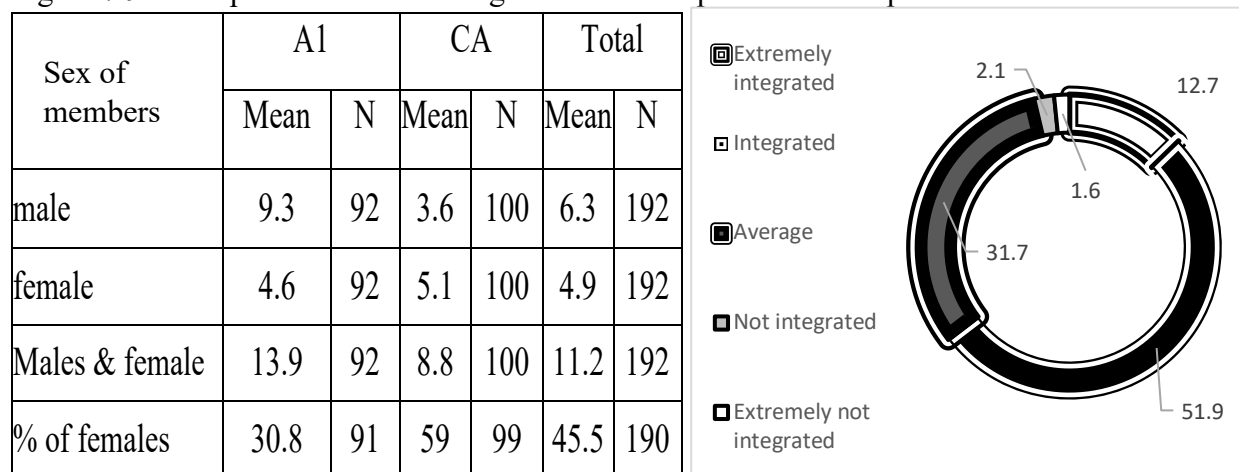 Sex of members A1 CA Total
Mean N Mean N Mean N
male 9.3 92 3.6 100 6.3 192
female 4.6 92 5.1 100 4.9 192
Males & female 13.9 92 8.8 100 11.2 192
% of females 30.8 91 59 99 45.5 190
Extremely
integrated
Integrated
Average
Not integrated
Extremely not
integrated
2.1
12.7
1.6
31.7
51.9